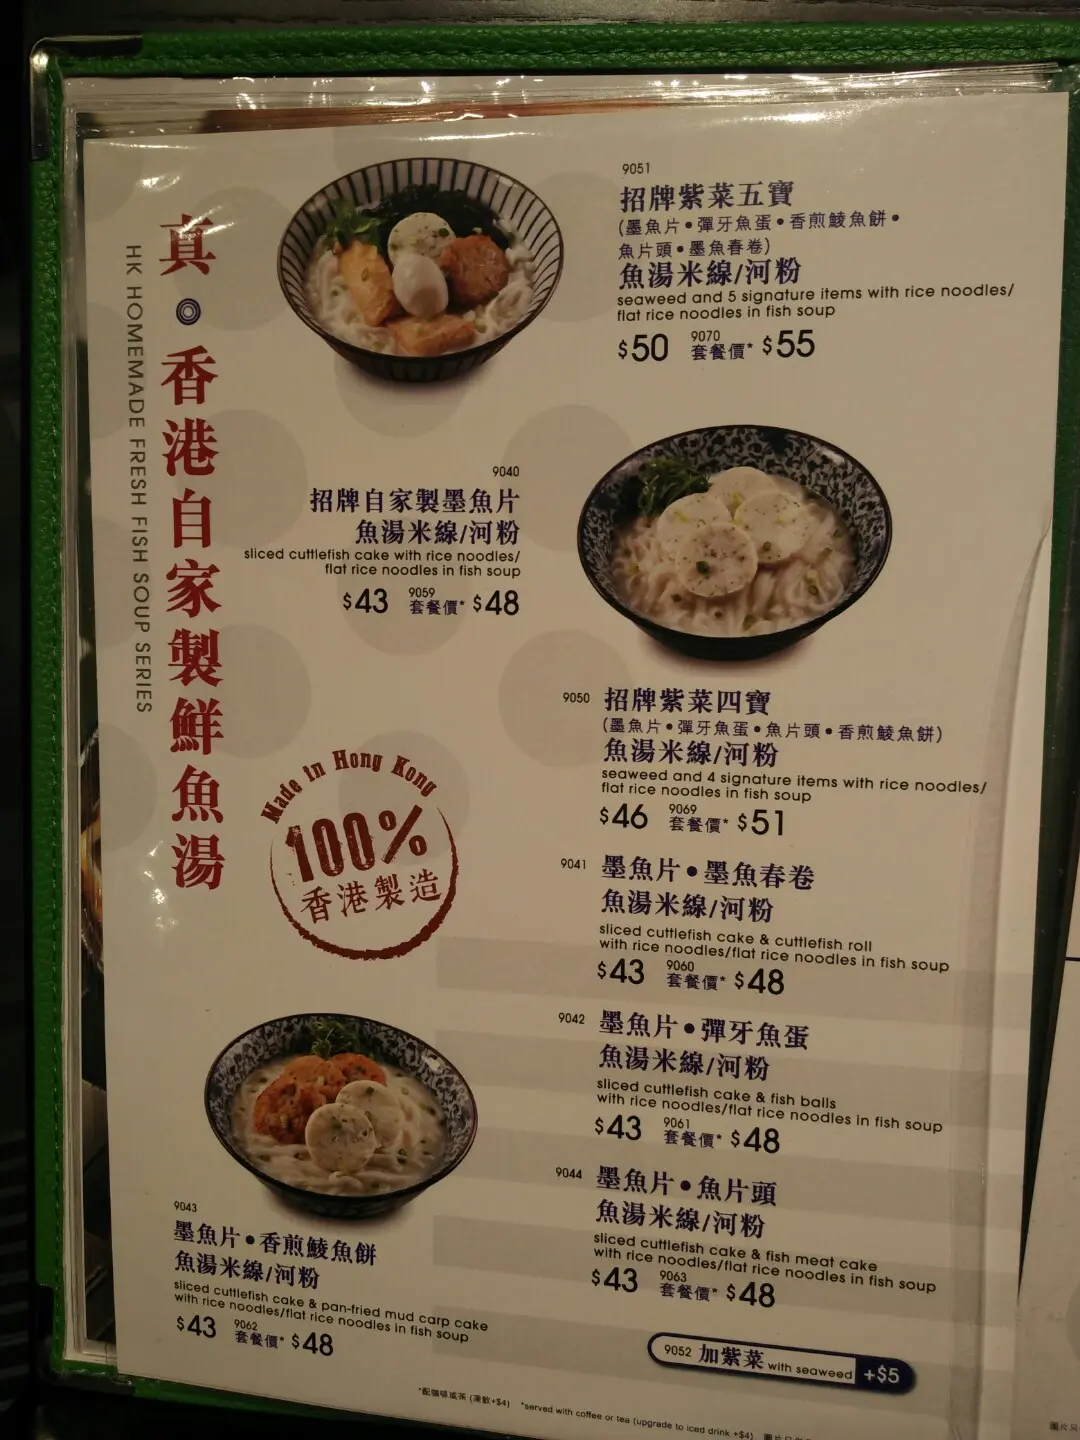 真・香港自家製鮮魚湯
HK HOMEMADE FRESH FISH SOUP SERIES
9051
招牌紫菜五寶
(墨魚片•彈牙魚蛋•香煎鯪魚餅•
魚片頭•墨魚春卷)
魚湯米線/河粉
seaweed and 5 signature items with rice noodles/
flat rice noodles in fish soup
$50 9070 套餐價* $55
9040
招牌自家製墨魚片
魚湯米線/河粉
sliced cuttlefish cake with rice noodles/
flat rice noodles in fish soup
$43 9059 套餐價* $48
9050 招牌紫菜四寶
(墨魚片•彈牙魚蛋•魚片頭•香煎鯪魚餅)
魚湯米線/河粉
seaweed and 4 signature items with rice noodles/
flat rice noodles in fish soup
$46 9069 套餐價* $51
Made in Hong Kong
100%
香港製造
9041 墨魚片•墨魚春卷
魚湯米線/河粉
sliced cuttlefish cake & cuttlefish roll
with rice noodles/flat rice noodles in fish soup
$43 9060 套餐價* $48
9042 墨魚片•彈牙魚蛋
魚湯米線/河粉
sliced cuttlefish cake & fish balls
with rice noodles/flat rice noodles in fish soup
$43 9061 套餐價* $48
9044 墨魚片•魚片頭
魚湯米線/河粉
sliced cuttlefish cake & fish meat cake
with rice noodles/flat rice noodles in fish soup
$43 9063 套餐價* $48
9043
墨魚片•香煎鯪魚餅
魚湯米線/河粉
sliced cuttlefish cake & pan-fried mud carp cake
with rice noodles/flat rice noodles in fish soup
$43 9062 套餐價* $48
9052 加紫菜 with seaweed +$5
*配咖啡或茶 (凍飲+$4) *served with coffee or tea (upgrade to iced drink +$4) 圖片只
圖片只